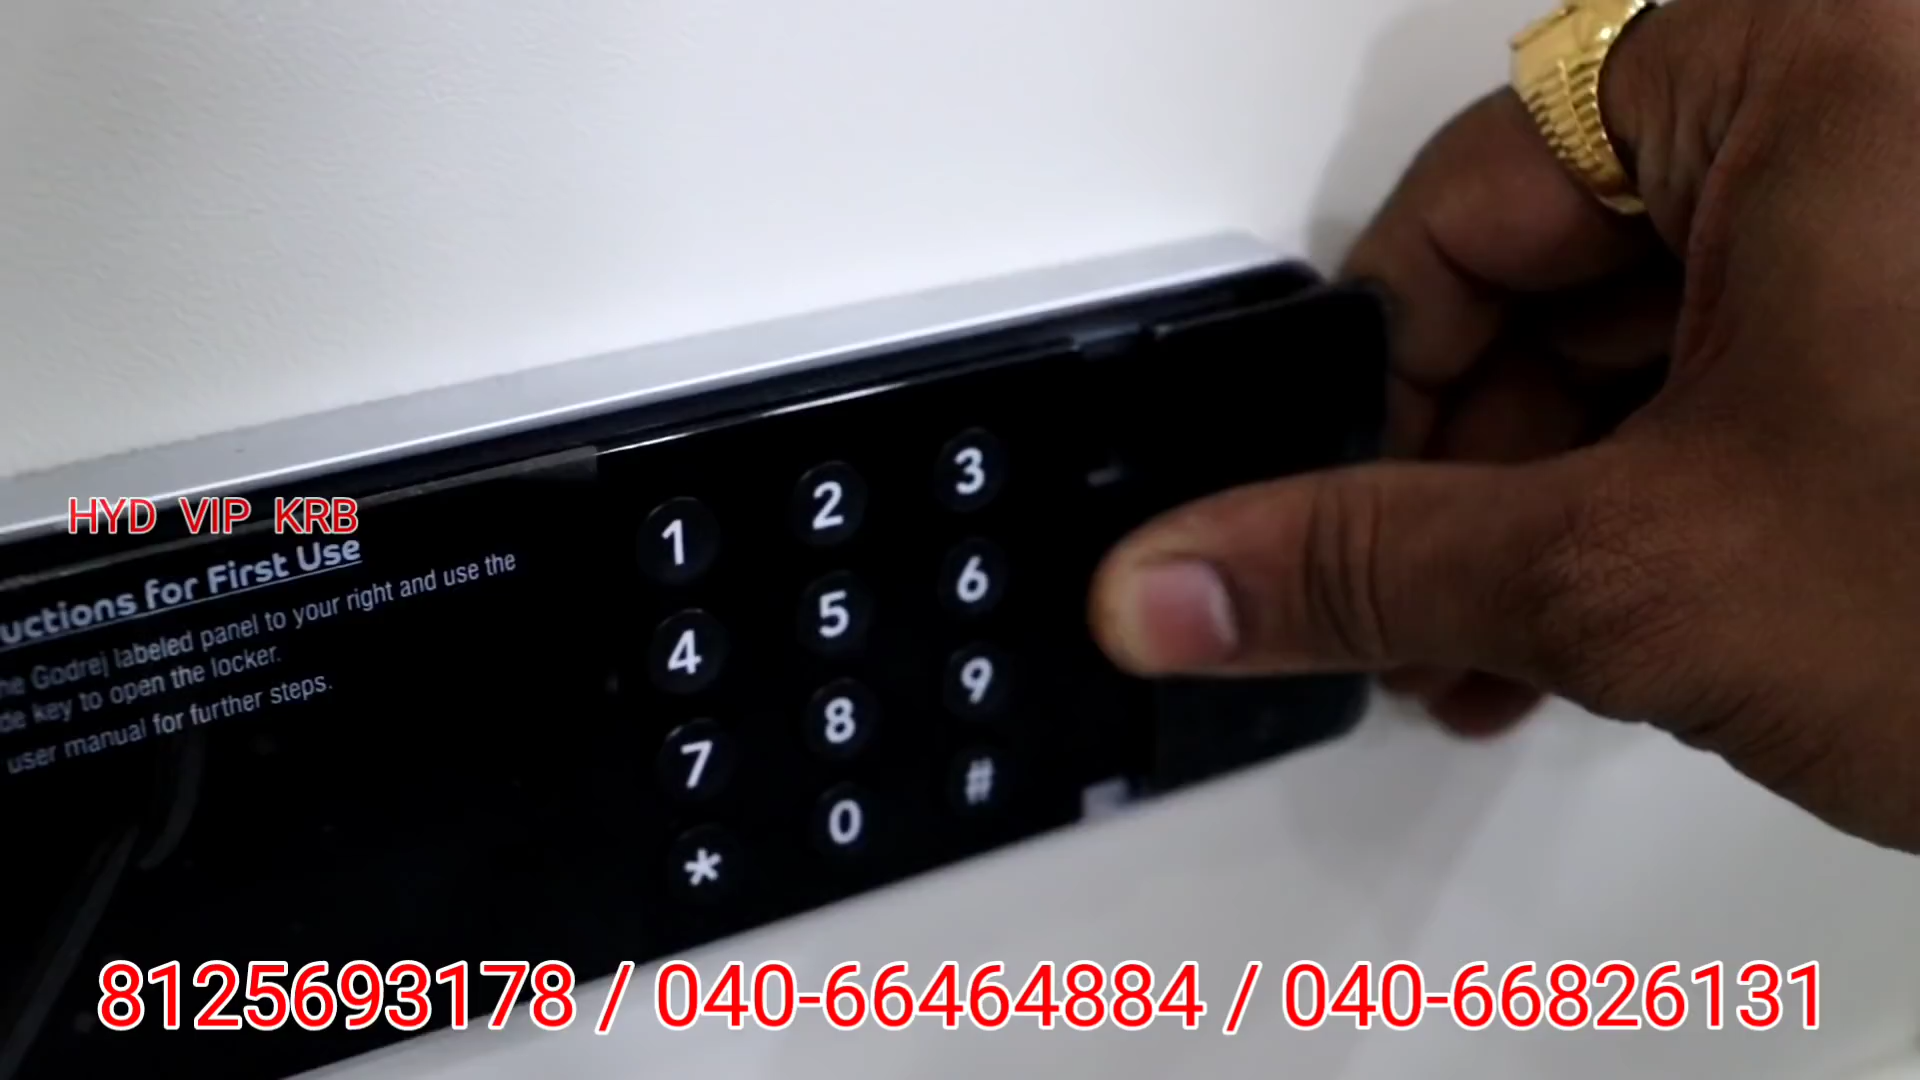 HYD VIP KRB
uctions for First Use
he Godrej labeled panel to your right and use the
de key to open the locker.
user manual for further steps.
1 2 3
4 5 6
7 8 9
* 0 #
8125693178 / 040-66464884 / 040-66826131